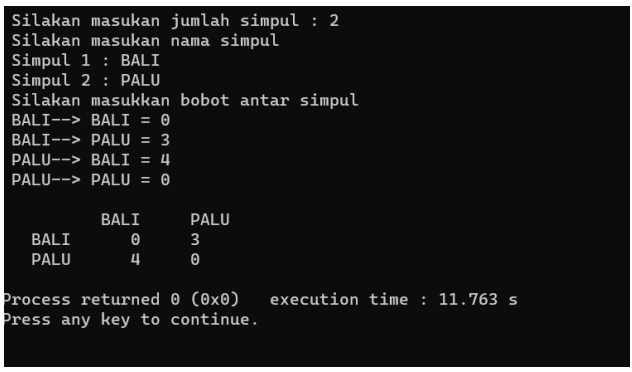 Silakan masukan jumlah simpul : 2
Silakan masukan nama simpul
Simpul 1 : BALI
Simpul 2 : PALU
Silakan masukkan bobot antar simpul
BALI--> BALI = 0
BALI--> PALU = 3
PALU--> BALI = 4
PALU--> PALU = 0
BALI PALU
BALI 0 3
PALU 4 0
Process returned 0 (0x0) execution time : 11.763 s
Press any key to continue.